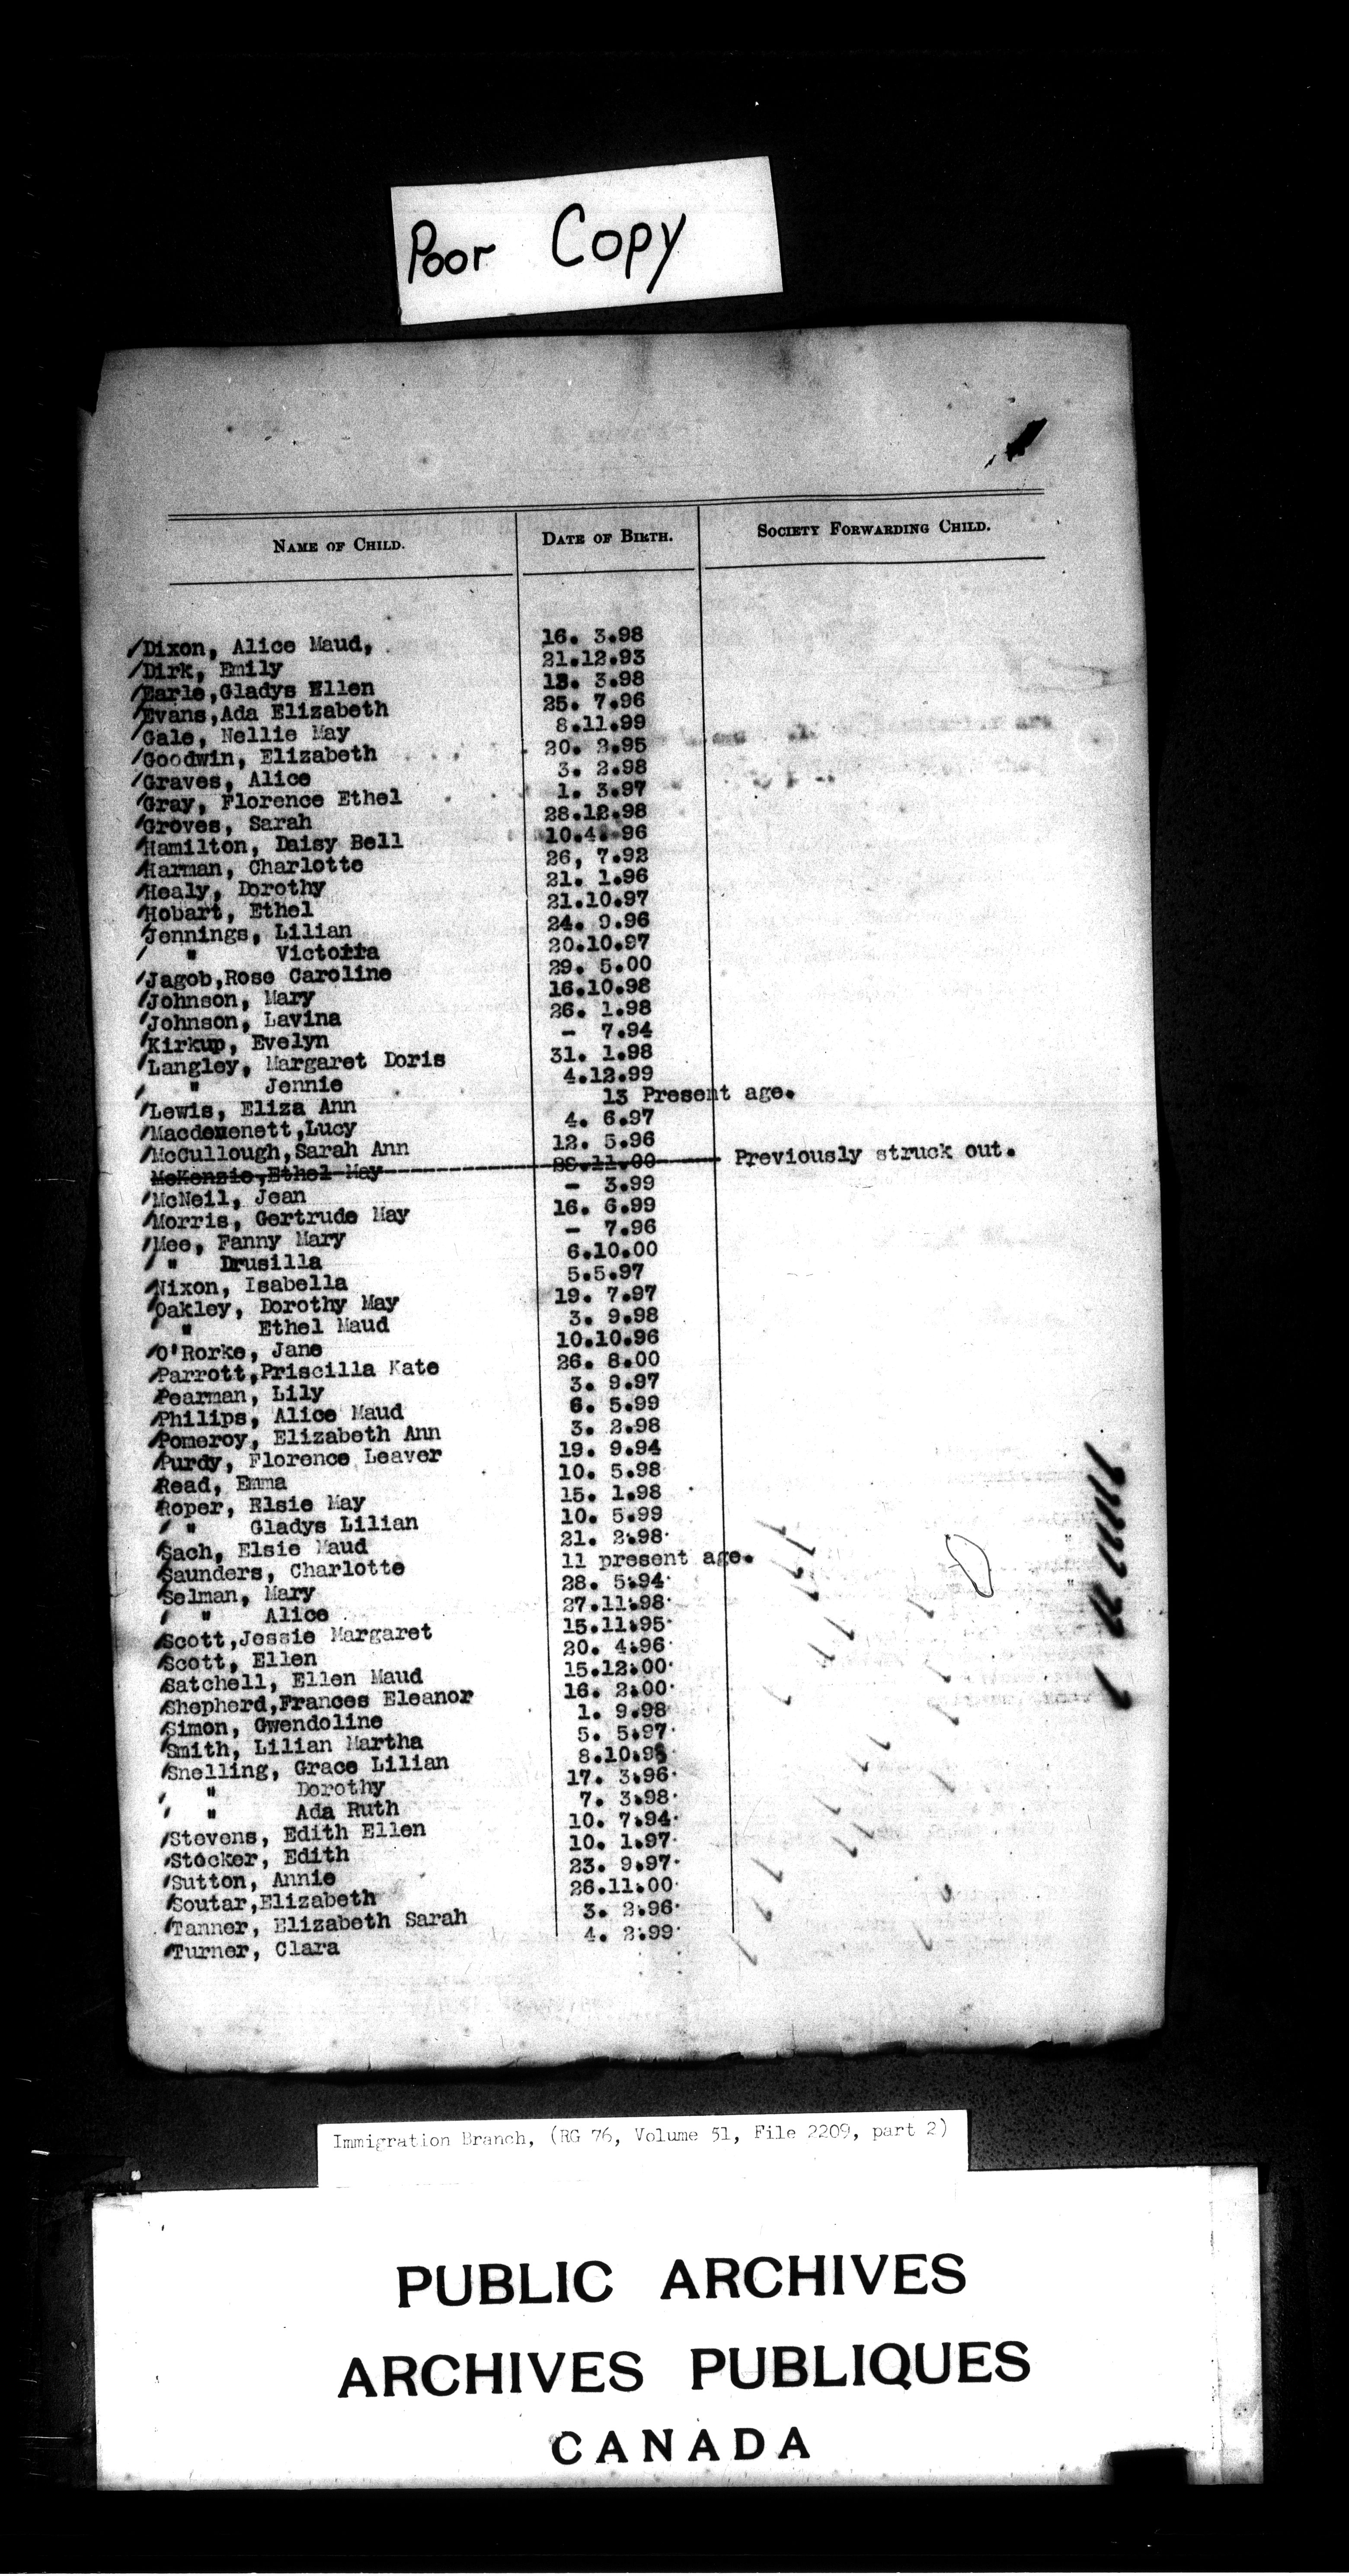 Poor Copy
NAME OF CHILD. DATE OF BIRTH. SOCIETY FORWARDING CHILD.
/Dixon, Alice Maud, 16. 3.98
/Dirk, Emily 21.12.93
/Earle,Gladys Ellen 13. 3.98
/Evans,Ada Elizabeth 25. 7.96
/Gale, Nellie May 8.11.99
/Goodwin, Elizabeth 20. 2.95
/Graves, Alice 3. 2.98
/Gray, Florence Ethel 1. 3.97
/Groves, Sarah 28.12.98
/Hamilton, Daisy Bell 10.4. 96
/Harman, Charlotte 26, 7.92
/Healy, Dorothy 21. 1.96
/Hobart, Ethel 21.10.97
/Jennings, Lilian 24. 9.96
/ " Victoria 20.10.97
/Jagob,Rose Caroline 29. 5.00
/Johnson, Mary 16.10.98
/Johnson, Lavina 26. 1.98
/Kirkup, Evelyn - 7.94
/Langley, Margaret Doris 31. 1.98
/ " Jennie 4.12.99
/Lewis, Eliza Ann 13 Present age.
/Macdemenett,Lucy 4. 6.97
/McCullough,Sarah Ann 12. 5.96
McKenzie,Ethel May 26.11.00 Previously struck out.
/McNeil, Jean - 3.99
/Morris, Gertrude May 16. 6.99
/Mee, Fanny Mary - 7.96
/ " Drusilla 6.10.00
/Nixon, Isabella 5.5.97
/Oakley, Dorothy May 19. 7.97
/ " Ethel Maud 3. 9.98
/O'Rorke, Jane 10.10.96
/Parrott,Priscilla Kate 26. 8.00
/Pearman, Lily 3. 9.97
/Philips, Alice Maud 6. 5.99
/Pomeroy, Elizabeth Ann 3. 2.98
/Purdy, Florence Leaver 19. 9.94
/Read, Emma 10. 5.98
/Roper, Elsie May 15. 1.98
/ " Gladys Lilian 10. 5.99
/Sach, Elsie Maud 21. 2.98
/Saunders, Charlotte 11 present age.
/Selman, Mary 28. 5.94
/ " Alice 27.11.98
/Scott,Jessie Margaret 15.11.95
/Scott, Ellen 20. 4.96
/Satchell, Ellen Maud 15.12.00
/Shepherd,Frances Eleanor 16. 2.00
/Simon, Gwendoline 1. 9.98
/Smith, Lilian Martha 5. 5.97
/Snelling, Grace Lilian
/ " Dorothy 17. 3.96
/ " Ada Ruth 7. 3.98
/Stevens, Edith Ellen 10. 7.94
/Stocker, Edith 10. 1.97
/Sutton, Annie 23. 9.97
/Soutar,Elizabeth 26.11.00
/Tanner, Elizabeth Sarah 3. 2.96
/Turner, Clara 4. 2.99
Immigration Branch, (RG 76, Volume 51, File 2209, part 2)
PUBLIC ARCHIVES
ARCHIVES PUBLIQUES
CANADA